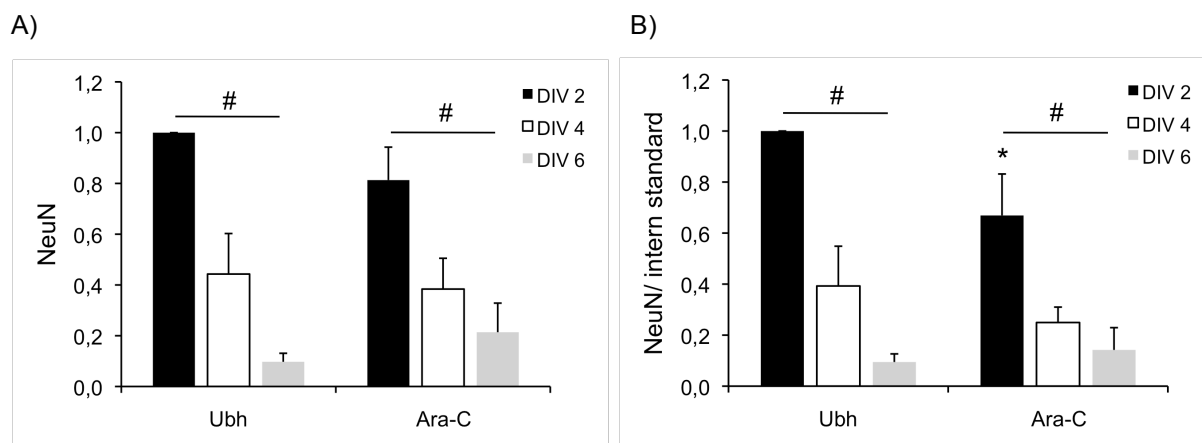 A)
NeuN
1,2
1,0
0,8
0,6
0,4
0,2
0,0
#
#
DIV 2
DIV 4
DIV 6
Ubh
Ara-C
B)
NeuN/ intern standard
1,2
1,0
0,8
0,6
0,4
0,2
0,0
#
#
*
DIV 2
DIV 4
DIV 6
Ubh
Ara-C